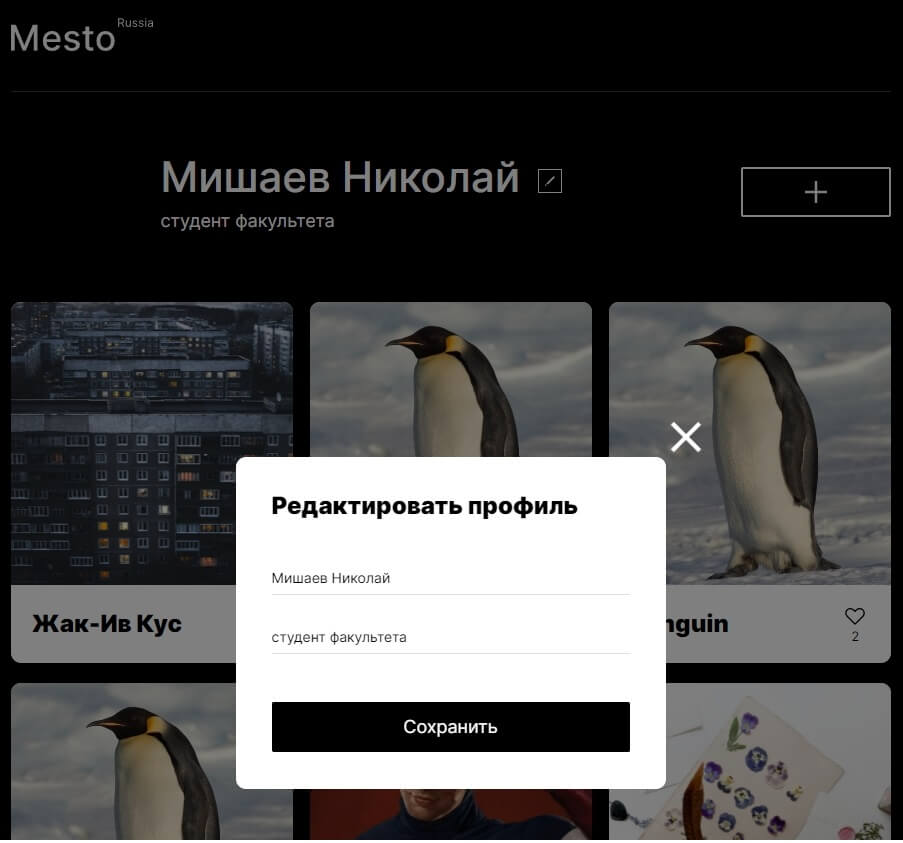 Mesto Russia
Мишаев Николай
студент факультета
Редактировать профиль
Мишаев Николай
студент факультета
Сохранить
Жак-Ив Кус
nguin
2